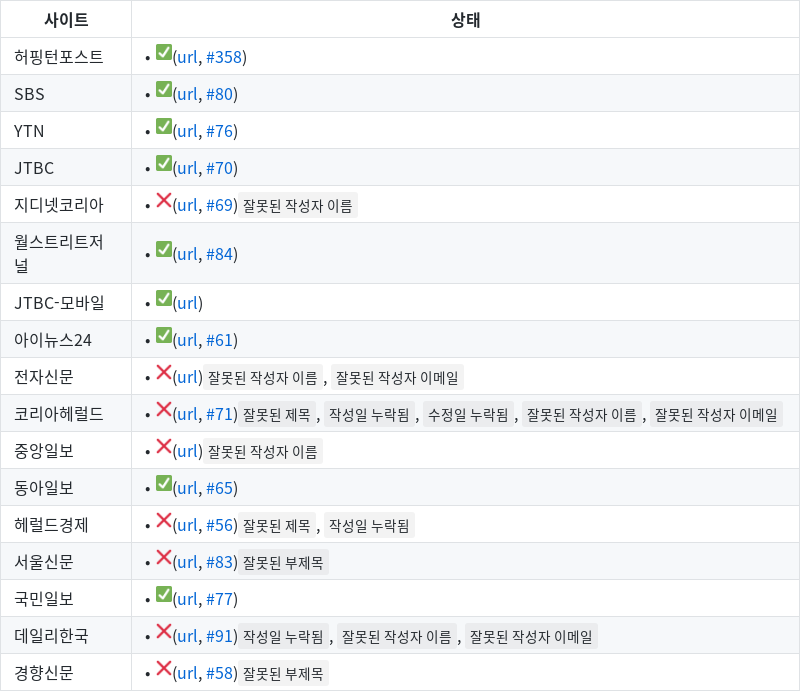 사이트 상태
허핑턴포스트 • ✅(url, #358)
SBS • ✅(url, #80)
YTN • ✅(url, #76)
JTBC • ✅(url, #70)
지디넷코리아 • ❌(url, #69) 잘못된 작성자 이름
월스트리트저
널 • ✅(url, #84)
JTBC-모바일 • ✅(url)
아이뉴스24 • ✅(url, #61)
전자신문 • ❌(url) 잘못된 작성자 이름 , 잘못된 작성자 이메일
코리아헤럴드 • ❌(url, #71) 잘못된 제목 , 작성일 누락됨 , 수정일 누락됨 , 잘못된 작성자 이름 , 잘못된 작성자 이메일
중앙일보 • ❌(url) 잘못된 작성자 이름
동아일보 • ✅(url, #65)
헤럴드경제 • ❌(url, #56) 잘못된 제목 , 작성일 누락됨
서울신문 • ❌(url, #83) 잘못된 부제목
국민일보 • ✅(url, #77)
데일리한국 • ❌(url, #91) 작성일 누락됨 , 잘못된 작성자 이름 , 잘못된 작성자 이메일
경향신문 • ❌(url, #58) 잘못된 부제목